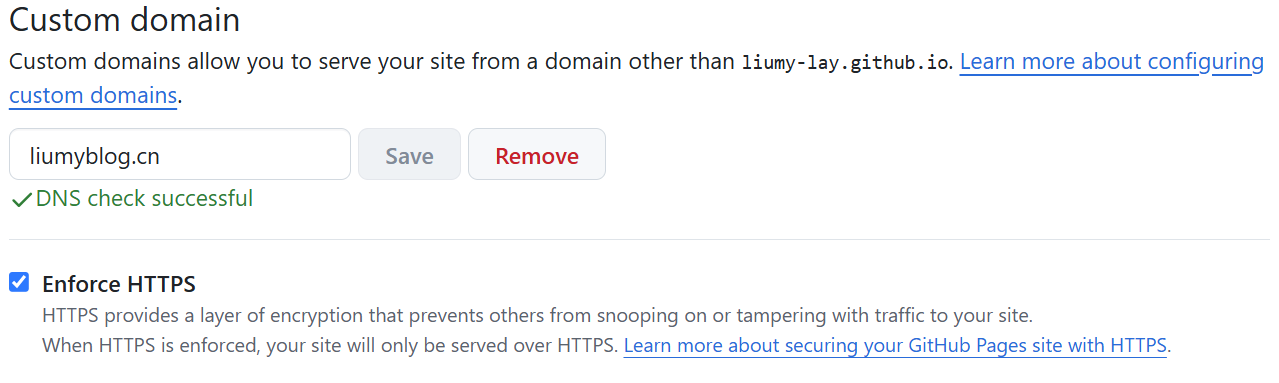 Custom domain
Custom domains allow you to serve your site from a domain other than liumy-lay.github.io. Learn more about configuring
custom domains.
liumyblog.cn Save Remove
DNS check successful
Enforce HTTPS
HTTPS provides a layer of encryption that prevents others from snooping on or tampering with traffic to your site.
When HTTPS is enforced, your site will only be served over HTTPS. Learn more about securing your GitHub Pages site with HTTPS.